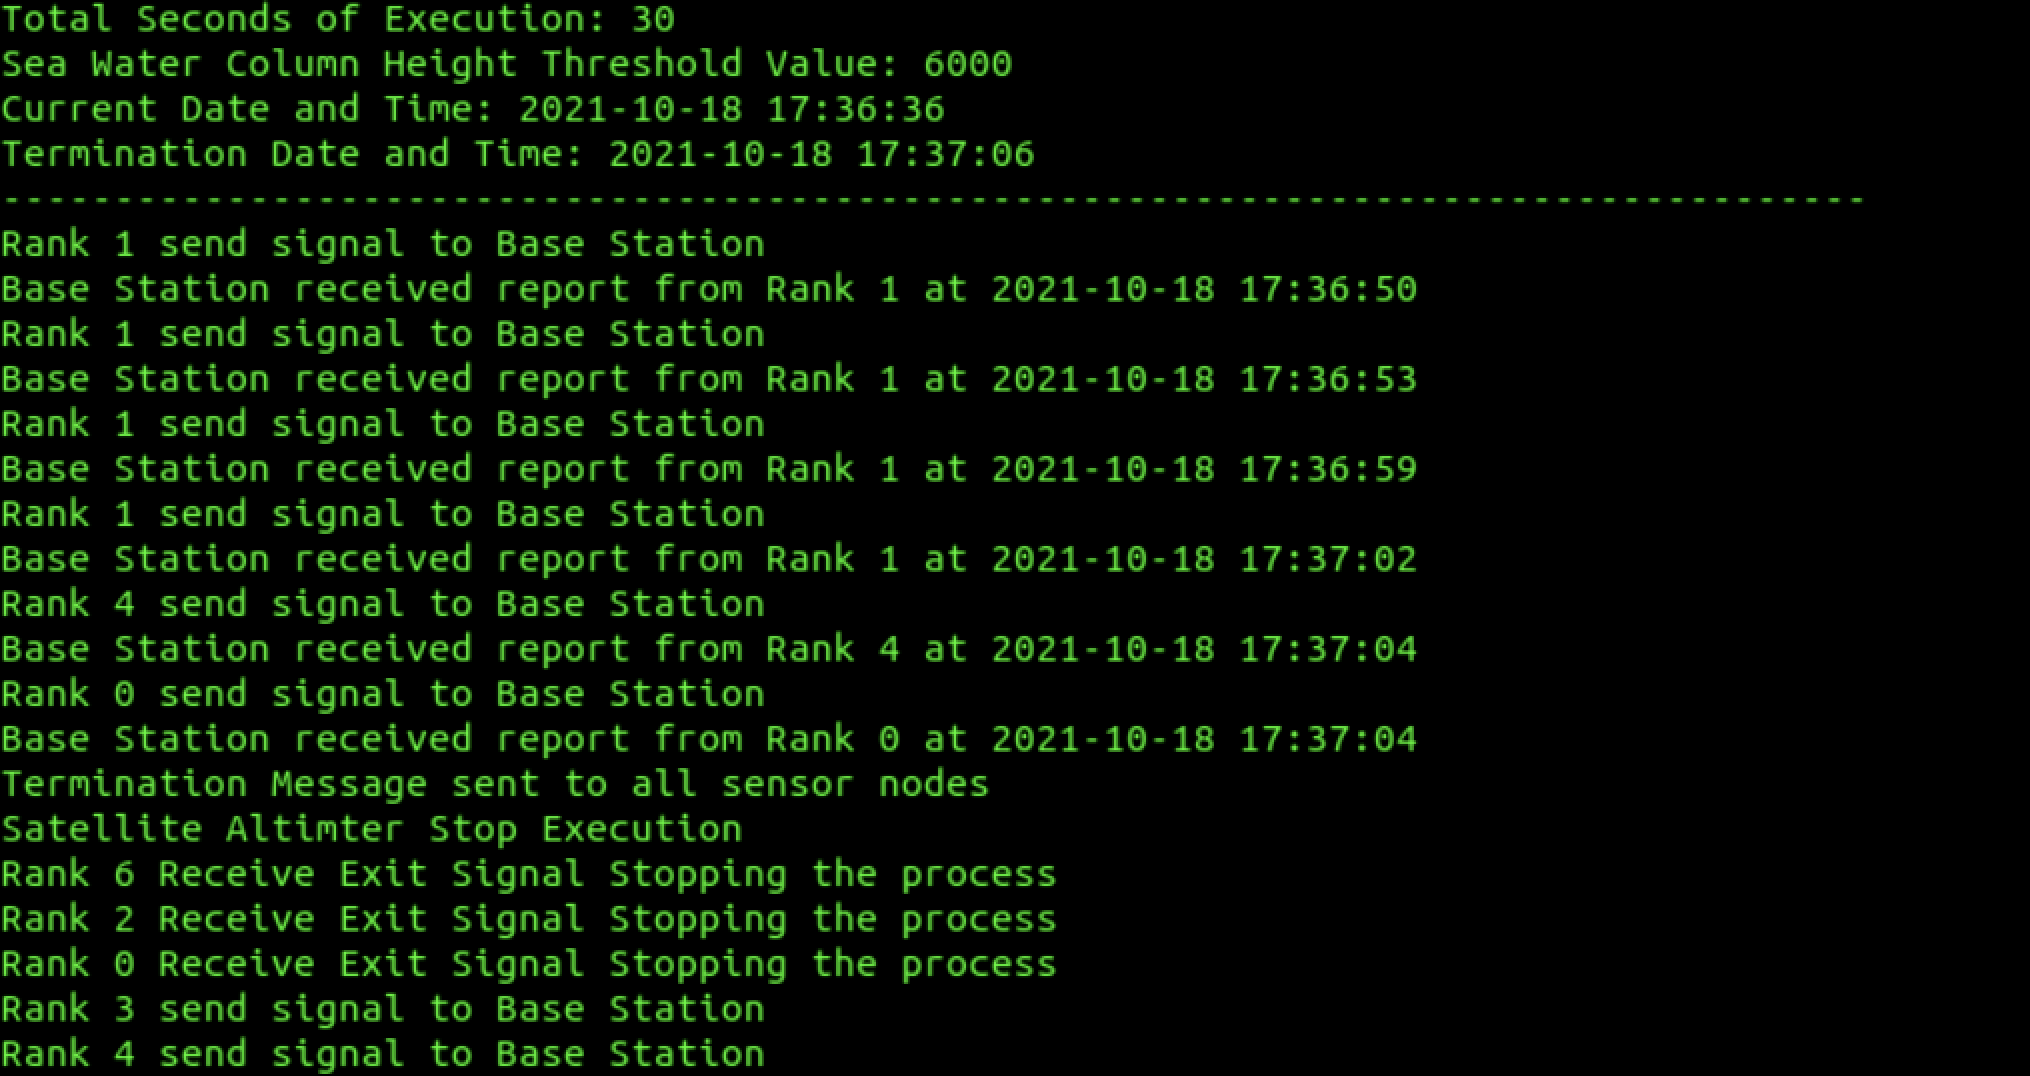 Total Seconds of Execution: 30
Sea Water Column Height Threshold Value: 6000
Current Date and Time: 2021-10-18 17:36:36
Termination Date and Time: 2021-10-18 17:37:06
-----------------------------------------------------------------------------------
Rank 1 send signal to Base Station
Base Station received report from Rank 1 at 2021-10-18 17:36:50
Rank 1 send signal to Base Station
Base Station received report from Rank 1 at 2021-10-18 17:36:53
Rank 1 send signal to Base Station
Base Station received report from Rank 1 at 2021-10-18 17:36:59
Rank 1 send signal to Base Station
Base Station received report from Rank 1 at 2021-10-18 17:37:02
Rank 4 send signal to Base Station
Base Station received report from Rank 4 at 2021-10-18 17:37:04
Rank 0 send signal to Base Station
Base Station received report from Rank 0 at 2021-10-18 17:37:04
Termination Message sent to all sensor nodes
Satellite Altimter Stop Execution
Rank 6 Receive Exit Signal Stopping the process
Rank 2 Receive Exit Signal Stopping the process
Rank 0 Receive Exit Signal Stopping the process
Rank 3 send signal to Base Station
Rank 4 send signal to Base Station